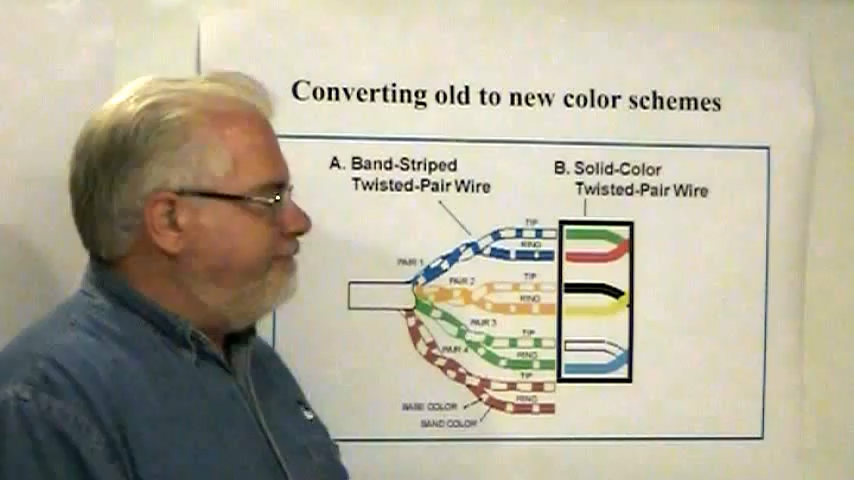 Converting old to new color schemes
A. Band-Striped
Twisted-Pair Wire
B. Solid-Color
Twisted-Pair Wire
TIP
RING
PAIR 1
TIP
PAIR 2
RING
PAIR 3
TIP
PAIR 4
RING
TIP
RING
BASE COLOR
BAND COLOR